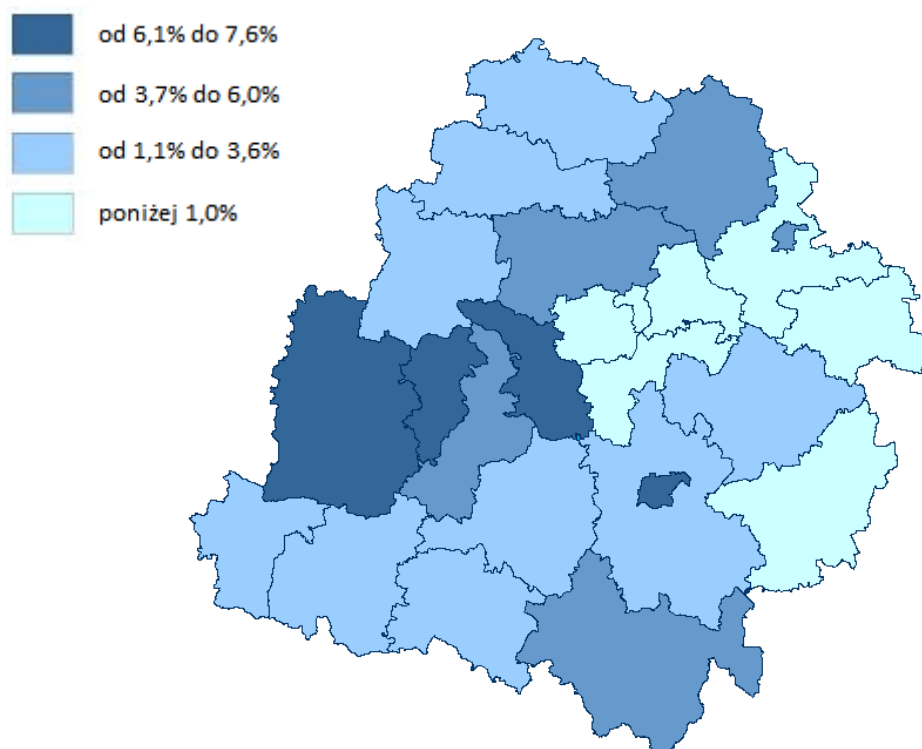 od 6,1% do 7,6%
od 3,7% do 6,0%
od 1,1% do 3,6%
poniżej 1,0%